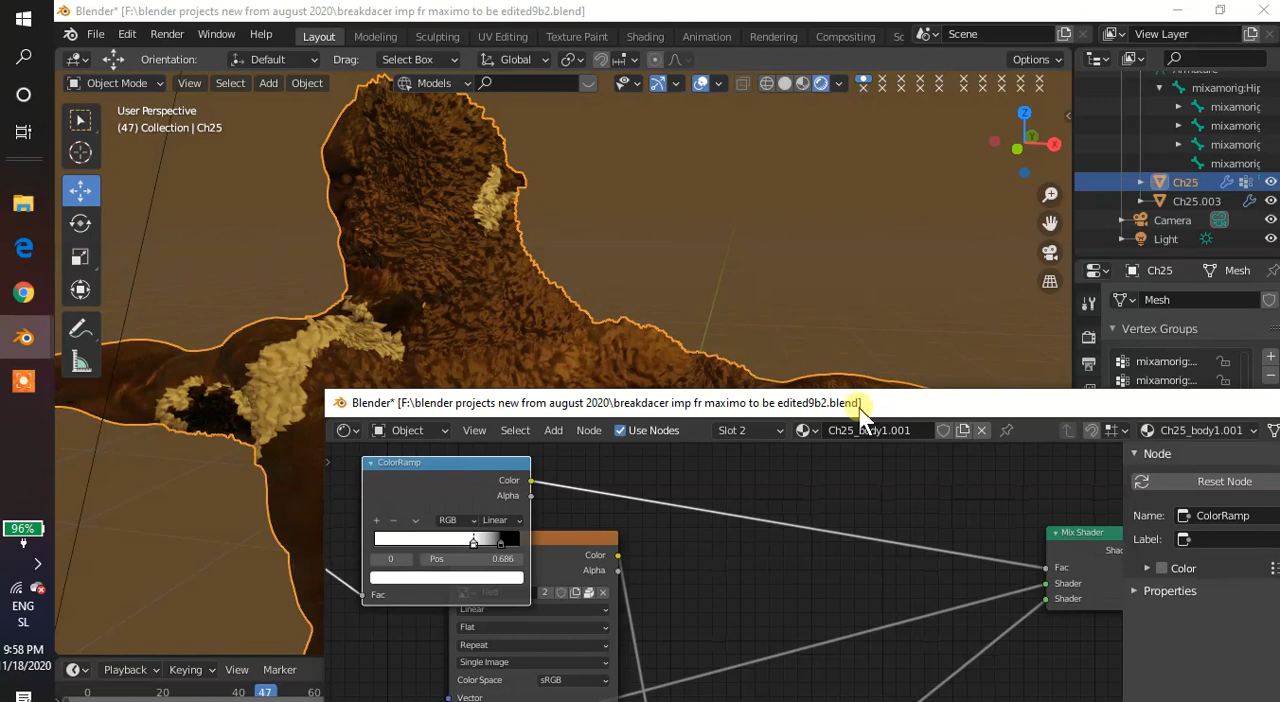 Blender* [F:\blender projects new from august 2020\breakdacer imp fr maximo to be edited9b2.blend]
File Edit Render Window Help Layout Modeling Sculpting UV Editing Texture Paint Shading Animation Rendering Compositing Sc Scene View Layer
Orientation: Default Drag: Select Box Global Options
Object Mode View Select Add Object Models
User Perspective
(47) Collection | Ch25
Z
Y
X
mixamorig:Hip
mixamorig
mixamorig
mixamorig
mixamorig
Ch25
Ch25.003
Camera
Light
Ch25 Mesh
Mesh
Vertex Groups
mixamorig:...
mixamorig:...
Blender* [F:\blender projects new from august 2020\breakdacer imp fr maximo to be edited9b2.blend]
Object View Select Add Node Use Nodes Slot 2 Ch25_body1.001 Ch25_body1.001
ColorRamp
Color
Alpha
RGB Linear
0 Pos 0.686
Fac
Color
Alpha
2
Linear
Flat
Repeat
Single Image
Color Space sRGB
Vector
Mix Shader
Fac
Shader
Shader
Node
Reset Node
Name: ColorRamp
Label:
Color
Properties
Playback Keying View Marker
0 20 40 47 60
96%
ENG
SL
9:58 PM
11/18/2020